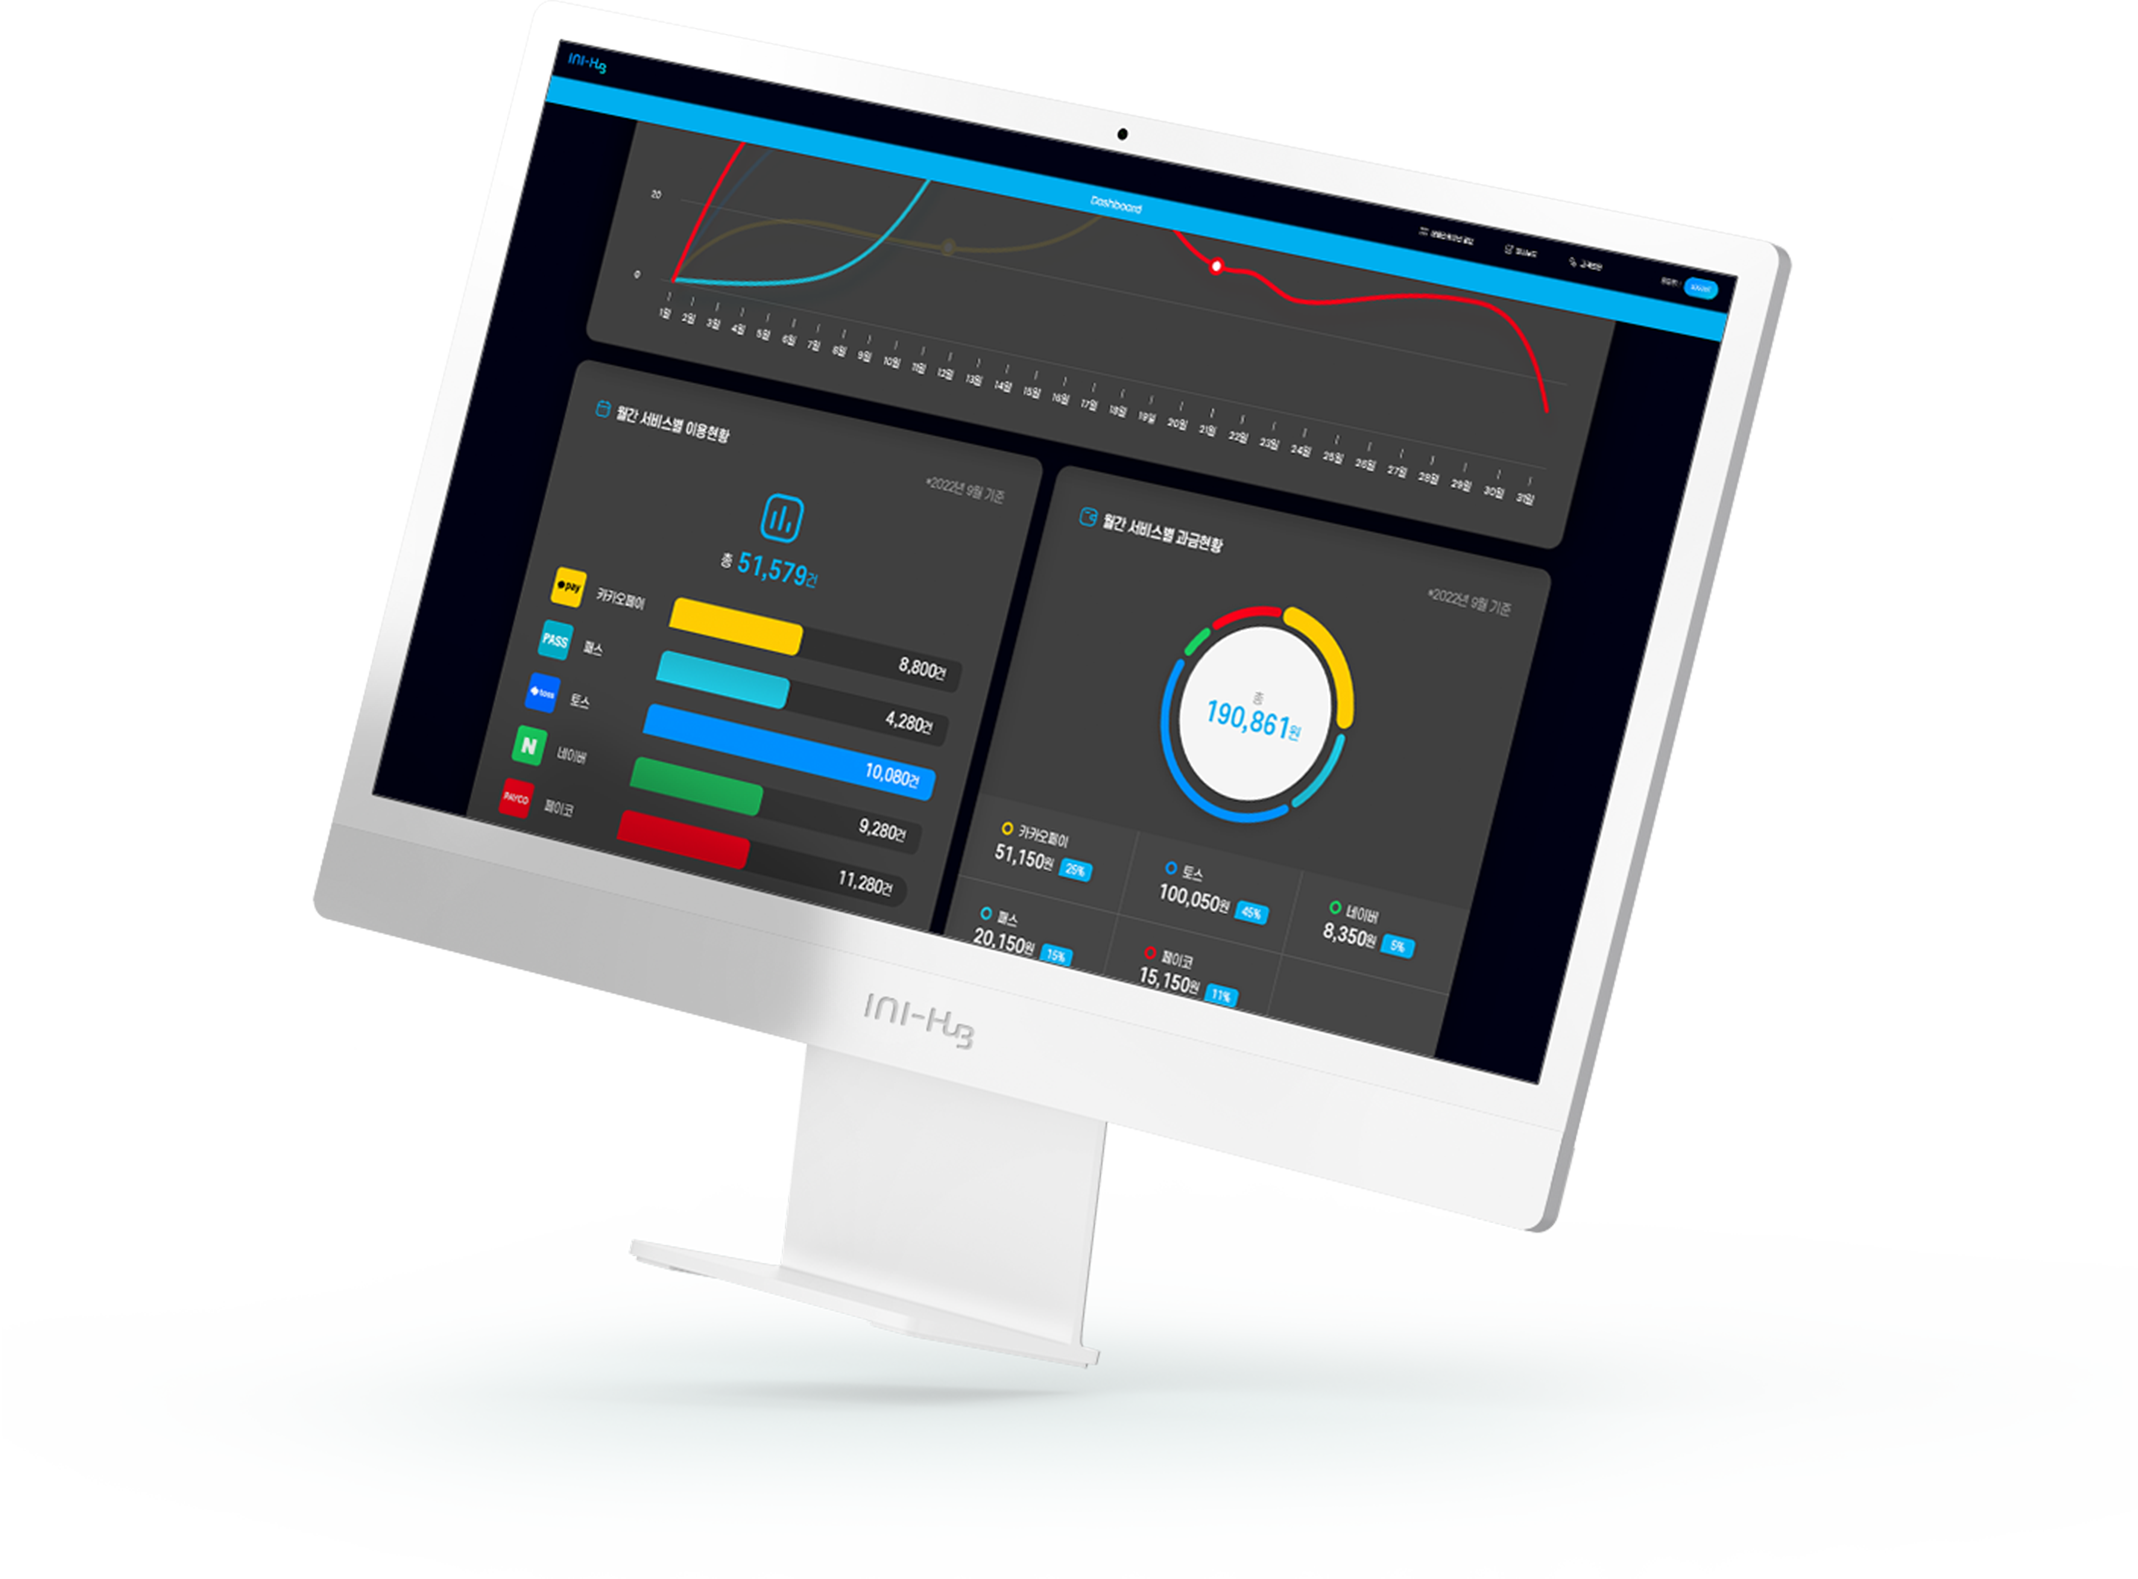 INI-HUB
Dashboard
고객센터
20
0
1일 2일 3일 4일 5일 6일 7일 8일 9일 10일 11일 12일 13일 14일 15일 16일 17일 18일 19일 20일 21일 22일 23일 24일 25일 26일 27일 28일 29일 30일 31일
월간 서비스별 이용현황
*2022년 9월 기준
총 51,579건
pay 카카오페이 8,800건
PASS 패스 4,280건
toss 토스 10,080건
N 네이버 9,280건
PAYCO 페이코 11,280건
월간 서비스별 과금현황
*2022년 9월 기준
총
190,861원
카카오페이
51,150원 25%
토스
100,050원 45%
네이버
8,350원 5%
패스
20,150원 15%
페이코
15,150원 11%
INI-HUB